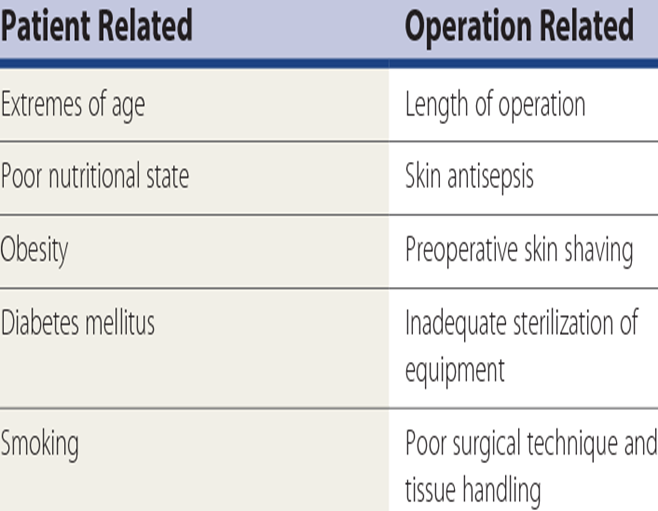 Patient Related Operation Related
Extremes of age Length of operation
Poor nutritional state Skin antisepsis
Obesity Preoperative skin shaving
Diabetes mellitus Inadequate sterilization of
equipment
Smoking Poor surgical technique and
tissue handling